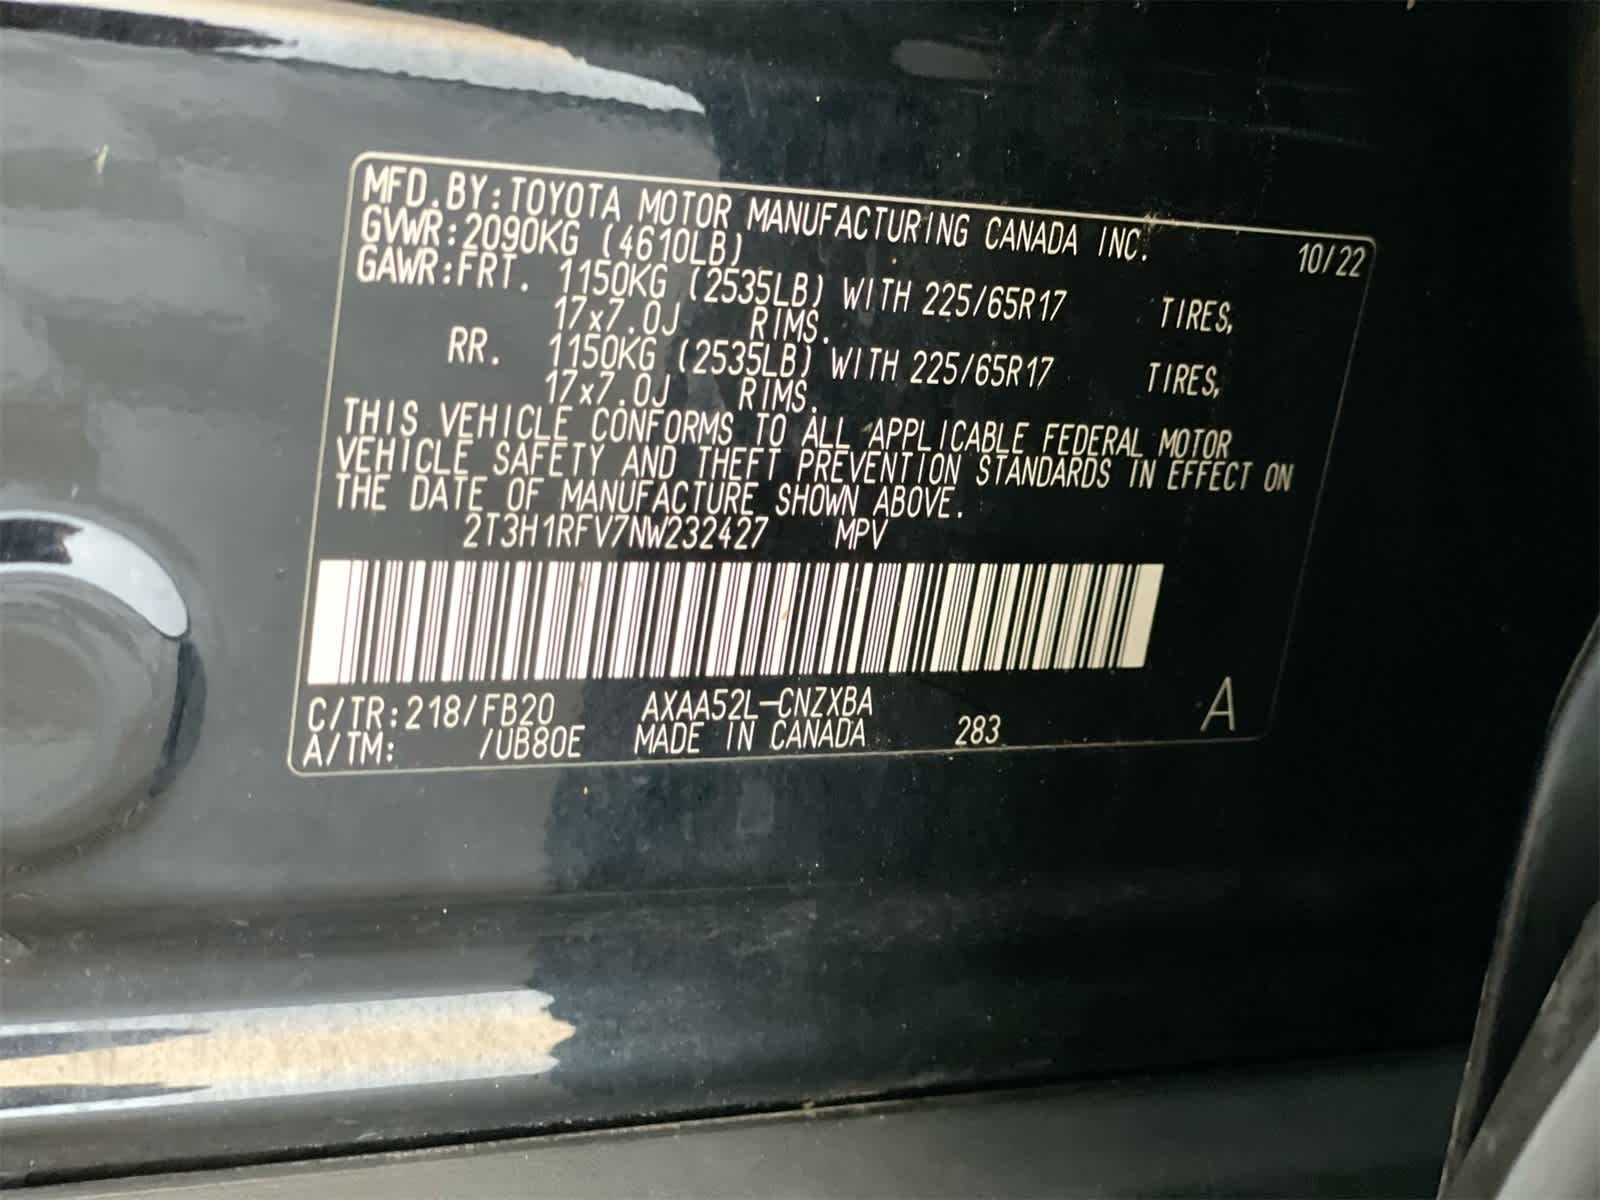 MFD.BY:TOYOTA MOTOR MANUFACTURING CANADA INC. 10/22
GVWR:2090KG (4610LB)
GAWR:FRT. 1150KG (2535LB) WITH 225/65R17 TIRES,
17x7.0J RIMS.
RR. 1150KG (2535LB) WITH 225/65R17 TIRES,
17x7.0J RIMS.
THIS VEHICLE CONFORMS TO ALL APPLICABLE FEDERAL MOTOR
VEHICLE SAFETY AND THEFT PREVENTION STANDARDS IN EFFECT ON
THE DATE OF MANUFACTURE SHOWN ABOVE.
2T3H1RFV7NW232427 MPV
C/TR:218/FB20 AXAA52L-CNZXBA
A/TM: /UB80E MADE IN CANADA 283 A